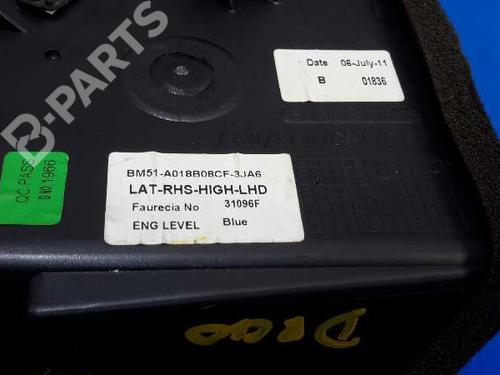 B-PARTS
Date 06-July-11
B 01836
QC PASS
BM51-A018B08CF-3JA6
LAT-RHS-HIGH-LHD
Faurecia No 31096F
ENG LEVEL Blue